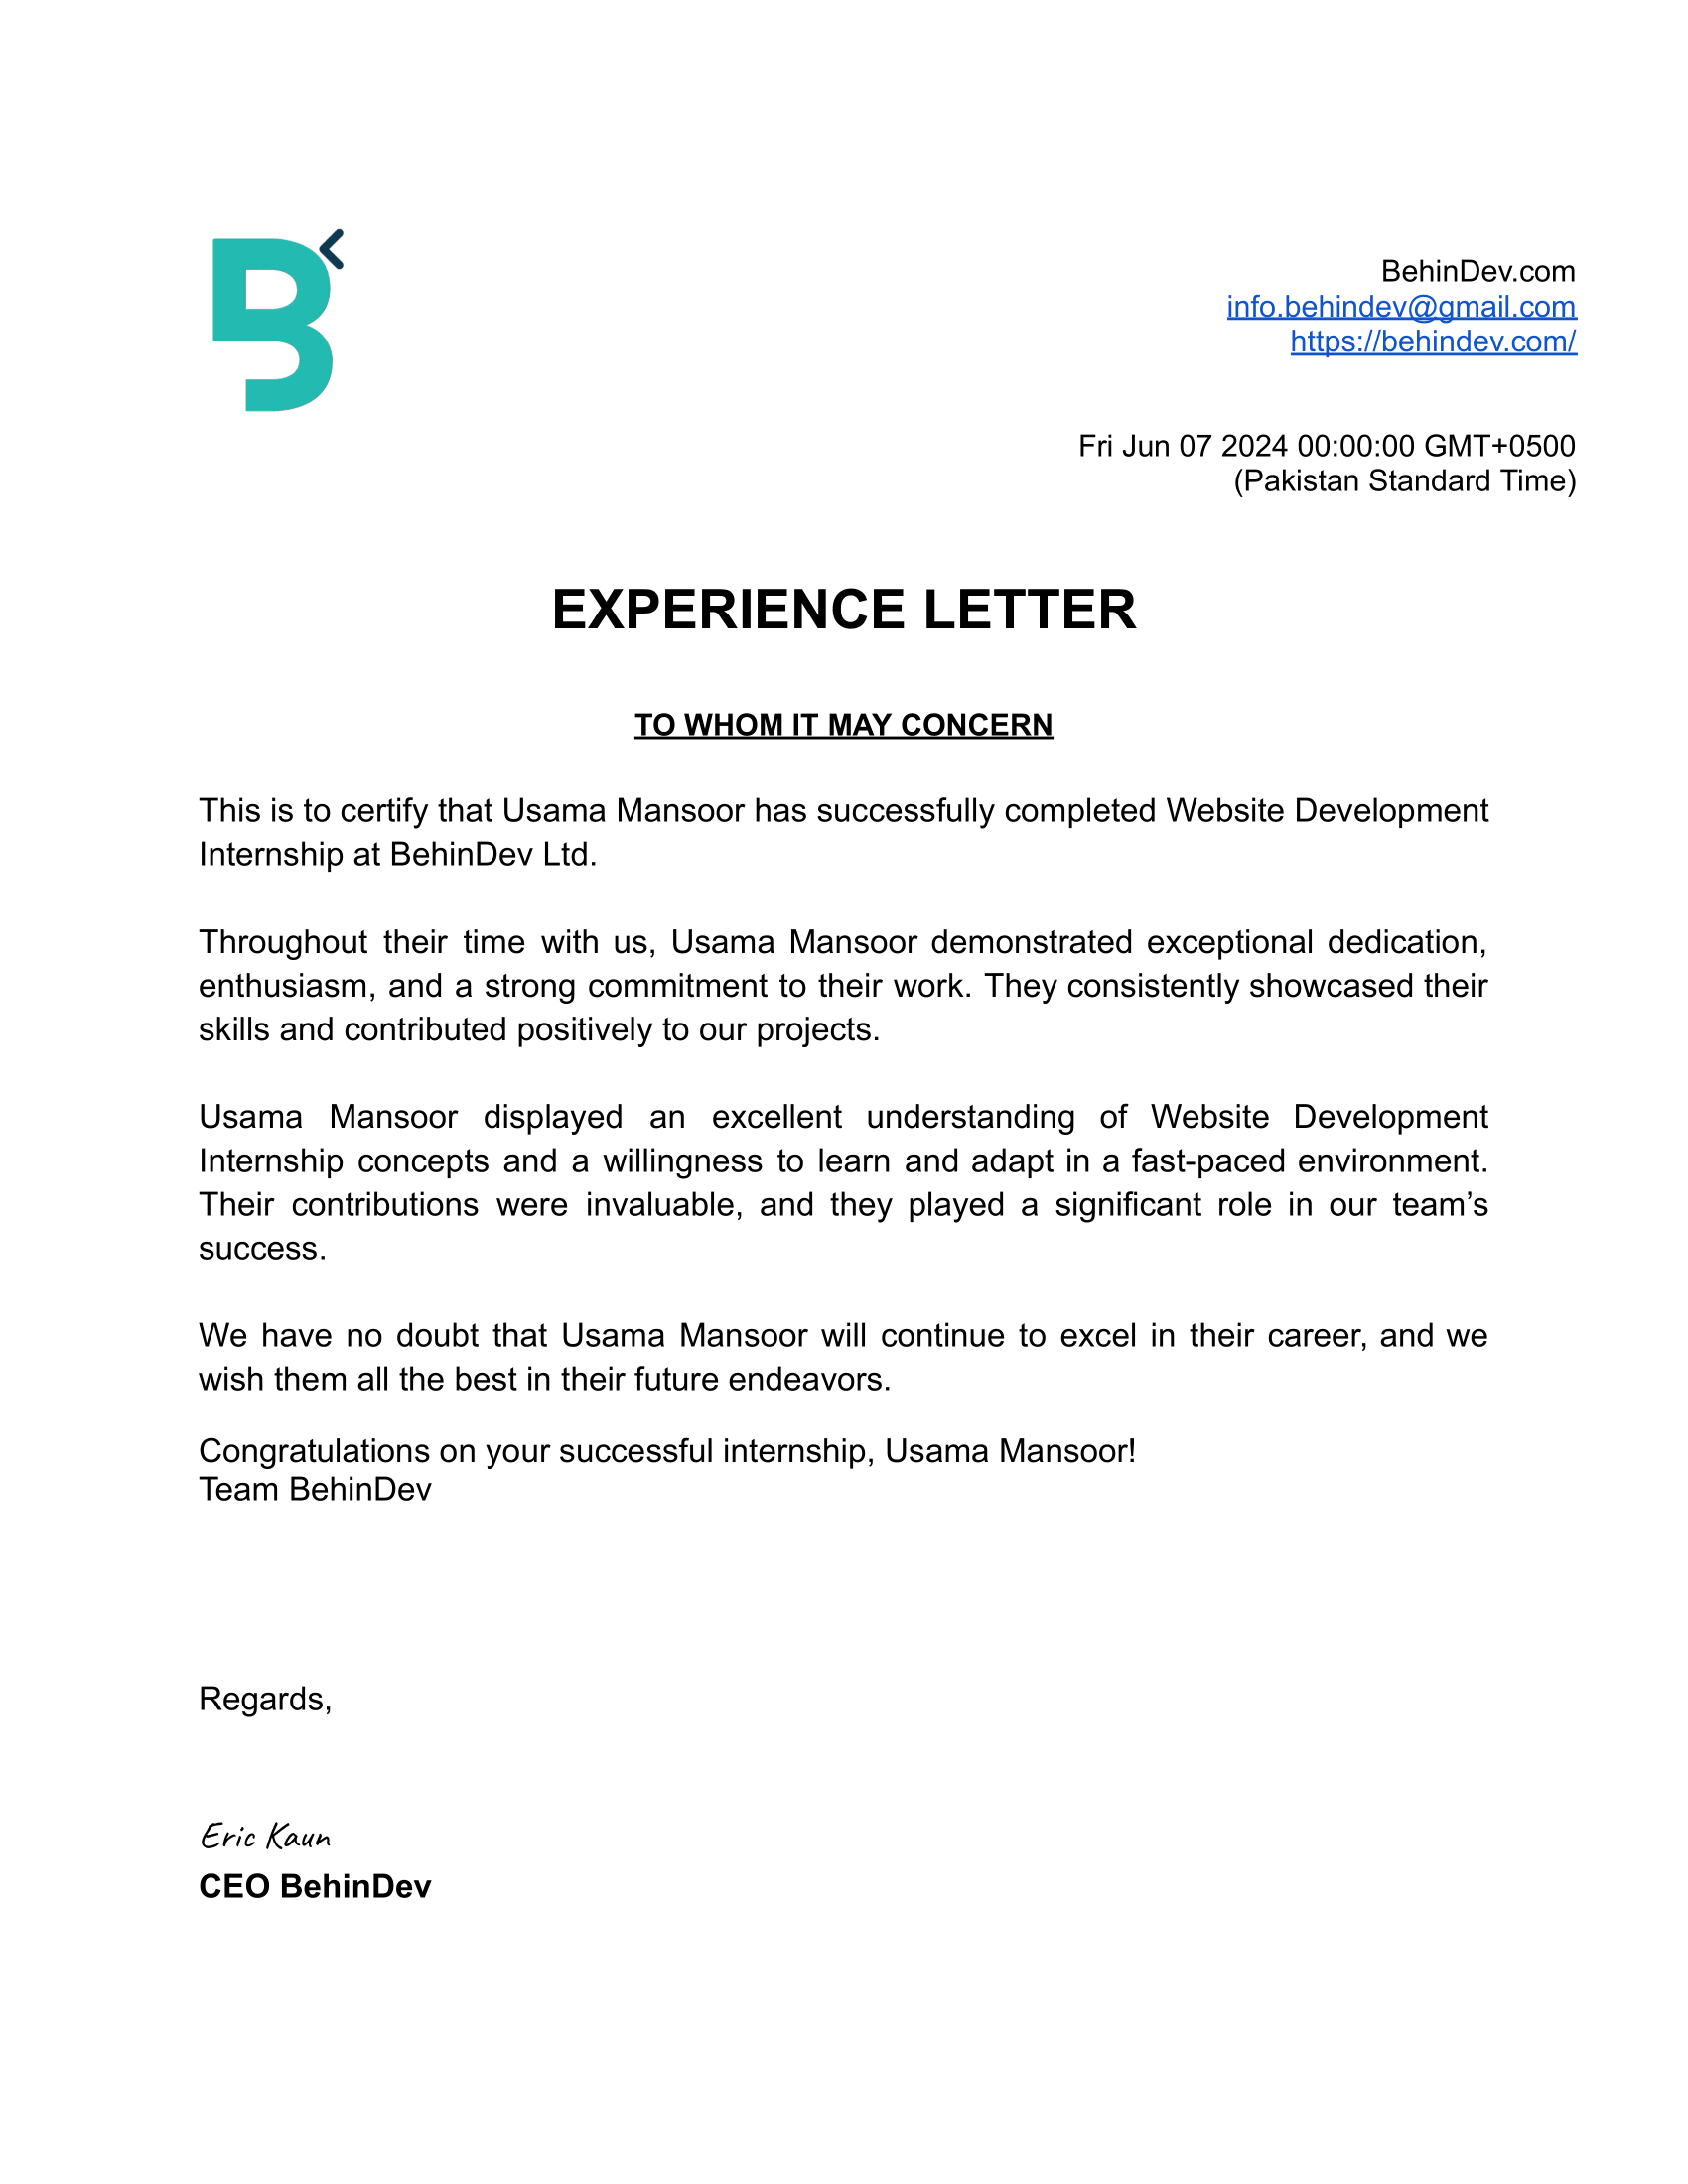 BehinDev.com
info.behindev@gmail.com
https://behindev.com/
Fri Jun 07 2024 00:00:00 GMT+0500
(Pakistan Standard Time)
EXPERIENCE LETTER
TO WHOM IT MAY CONCERN
This is to certify that Usama Mansoor has successfully completed Website Development
Internship at BehinDev Ltd.
Throughout their time with us, Usama Mansoor demonstrated exceptional dedication,
enthusiasm, and a strong commitment to their work. They consistently showcased their
skills and contributed positively to our projects.
Usama Mansoor displayed an excellent understanding of Website Development
Internship concepts and a willingness to learn and adapt in a fast-paced environment.
Their contributions were invaluable, and they played a significant role in our team’s
success.
We have no doubt that Usama Mansoor will continue to excel in their career, and we
wish them all the best in their future endeavors.
Congratulations on your successful internship, Usama Mansoor!
Team BehinDev
Regards,
Eric Kaun
CEO BehinDev